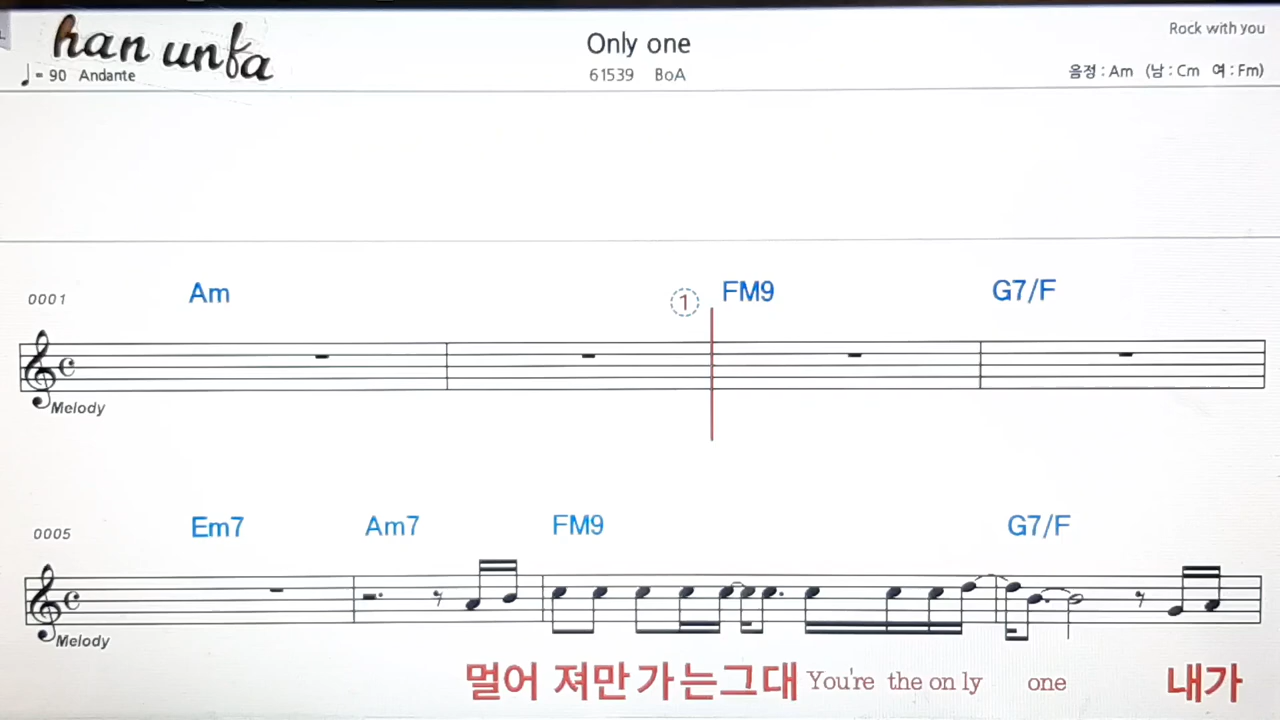 han unfa
Only one
Rock with you
♩= 90 Andante
61539 BoA
음정 : Am (남 : Cm 여 : Fm)
0001
Am
1
FM9
G7/F
Melody
0005
Em7
Am7
FM9
G7/F
Melody
멀어 져만 가 는그대 You're the on ly one 내가